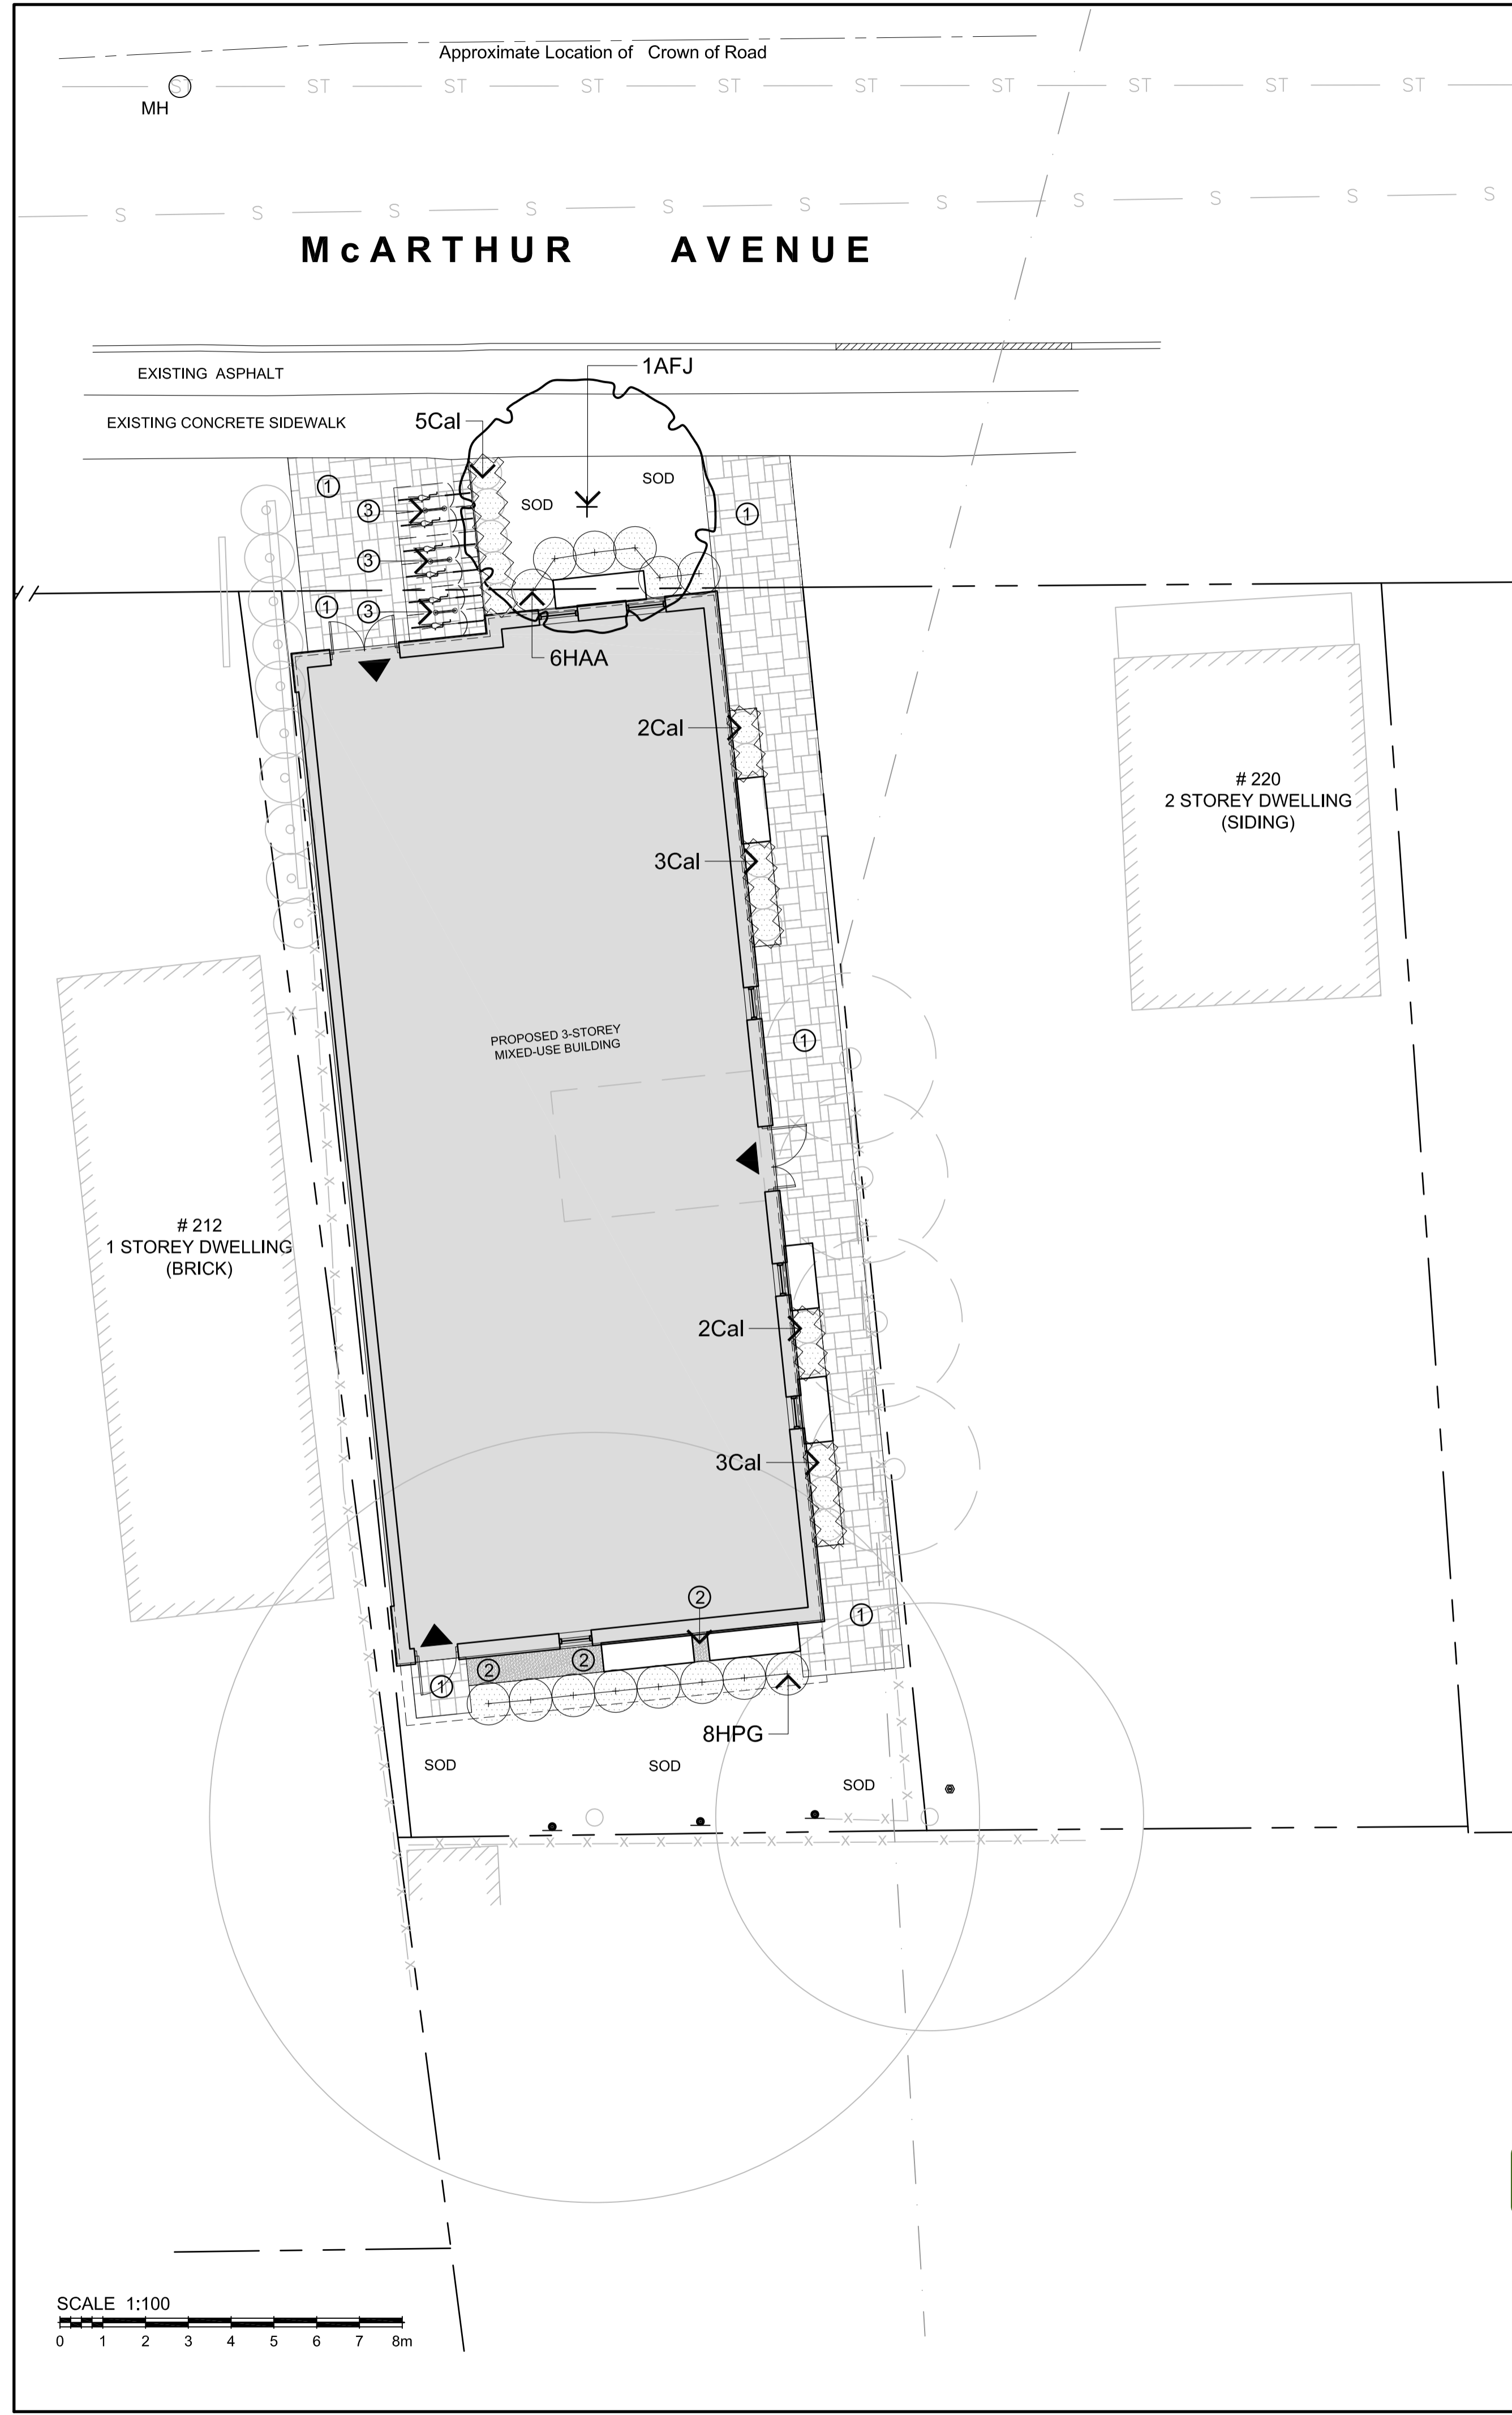 Approximate Location of Crown of Road
ST ST ST ST ST ST ST ST ST ST
MH
S S S S S S S S S S S
McARTHUR AVENUE
1AFJ
EXISTING ASPHALT
5Cal
EXISTING CONCRETE SIDEWALK
SOD
1
SOD
3
1
3
1
3
6HAA
2Cal
# 220
2 STOREY DWELLING
(SIDING)
3Cal
PROPOSED 3-STOREY
MIXED-USE BUILDING
1
# 212
1 STOREY DWELLING
(BRICK)
2Cal
3Cal
2
1
2
2
1
8HPG
SOD
SOD
SOD
SCALE 1:100
0 1 2 3 4 5 6 7 8m